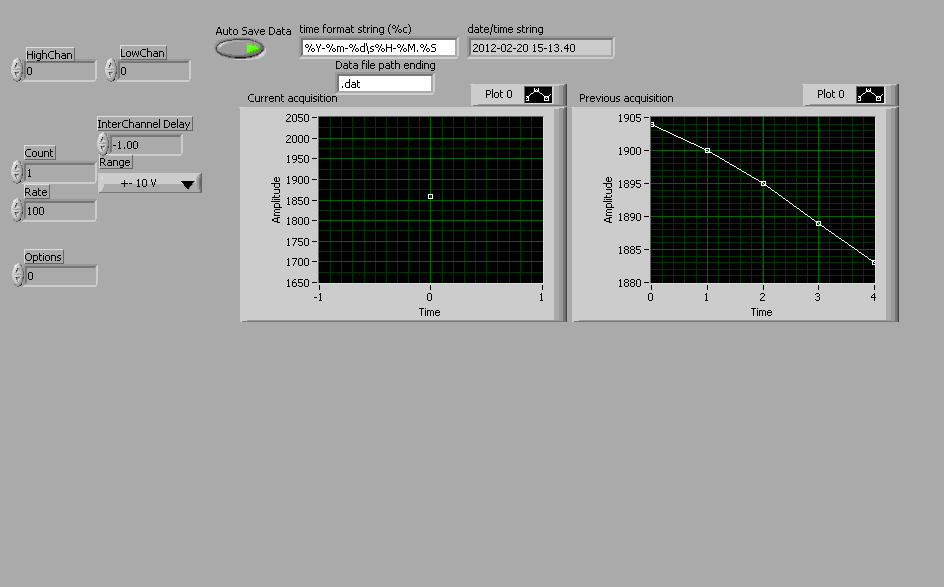 Auto Save Data
time format string (%c)
%Y-%m-%d\s%H-%M.%S
date/time string
2012-02-20 15-13.40
HighChan
0
LowChan
0
Data file path ending
.dat
InterChannel Delay
-1.00
Count
1
Range
+- 10 V
Rate
100
Options
0
Current acquisition
Plot 0
Amplitude
2050
2000
1950
1900
1850
1800
1750
1700
1650
-1 0 1
Time
Previous acquisition
Plot 0
Amplitude
1905
1900
1895
1890
1885
1880
0 1 2 3 4
Time